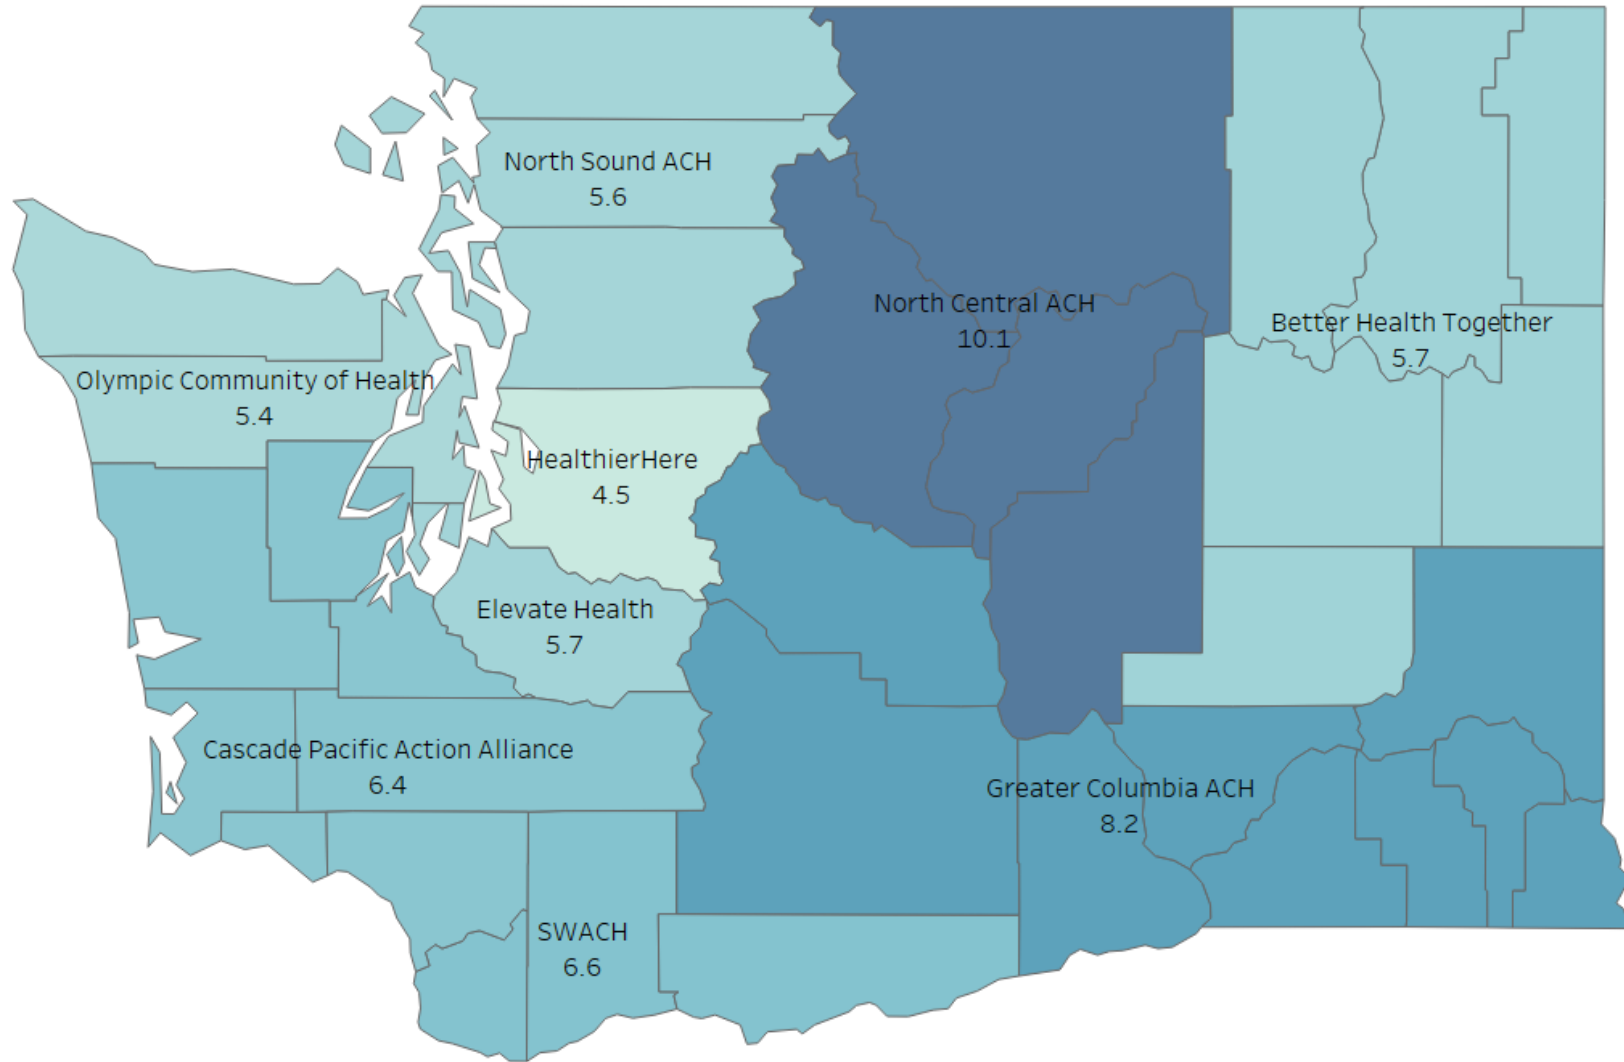 North Sound ACH
5.6
North Central ACH
10.1
Better Health Together
5.7
Olympic Community of Health
5.4
HealthierHere
4.5
Elevate Health
5.7
Cascade Pacific Action Alliance
6.4
Greater Columbia ACH
8.2
SWACH
6.6